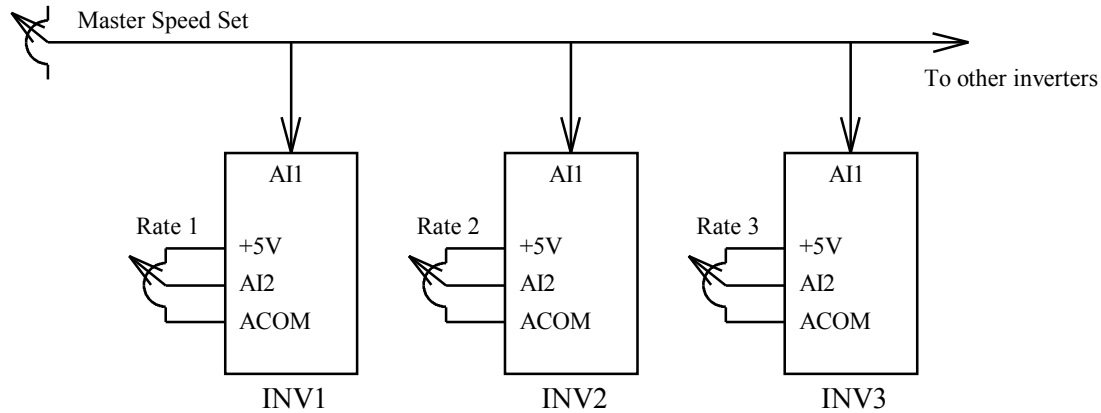 Master Speed Set
To other inverters
AI1
AI1
AI1
Rate 1
Rate 2
Rate 3
+5V
+5V
+5V
AI2
AI2
AI2
ACOM
ACOM
ACOM
INV1
INV2
INV3